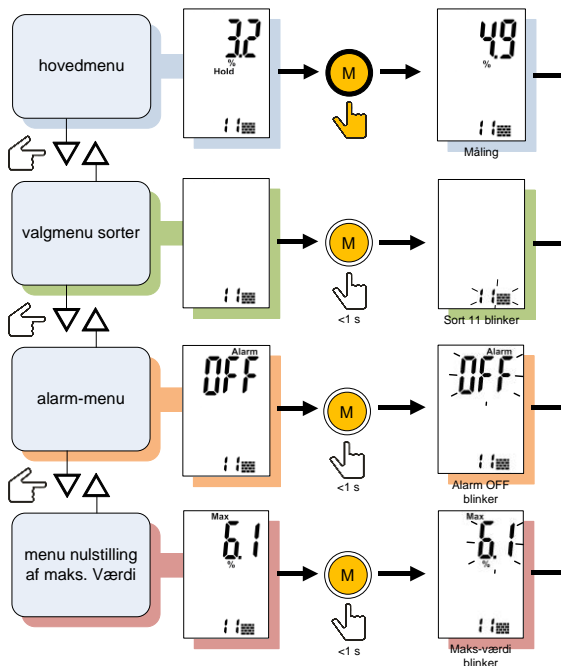 hovedmenu
3.2
%
Hold
11
M
4.9
%
11
Måling
valgmenu sorter
11
M
<1 s
11
Sort 11 blinker
alarm-menu
Alarm
OFF
11
M
<1 s
Alarm
OFF
11
Alarm OFF
blinker
menu nulstilling
af maks. Værdi
Max
6.1
%
11
M
<1 s
Max
6.1
%
11
Maks-værdi
blinker